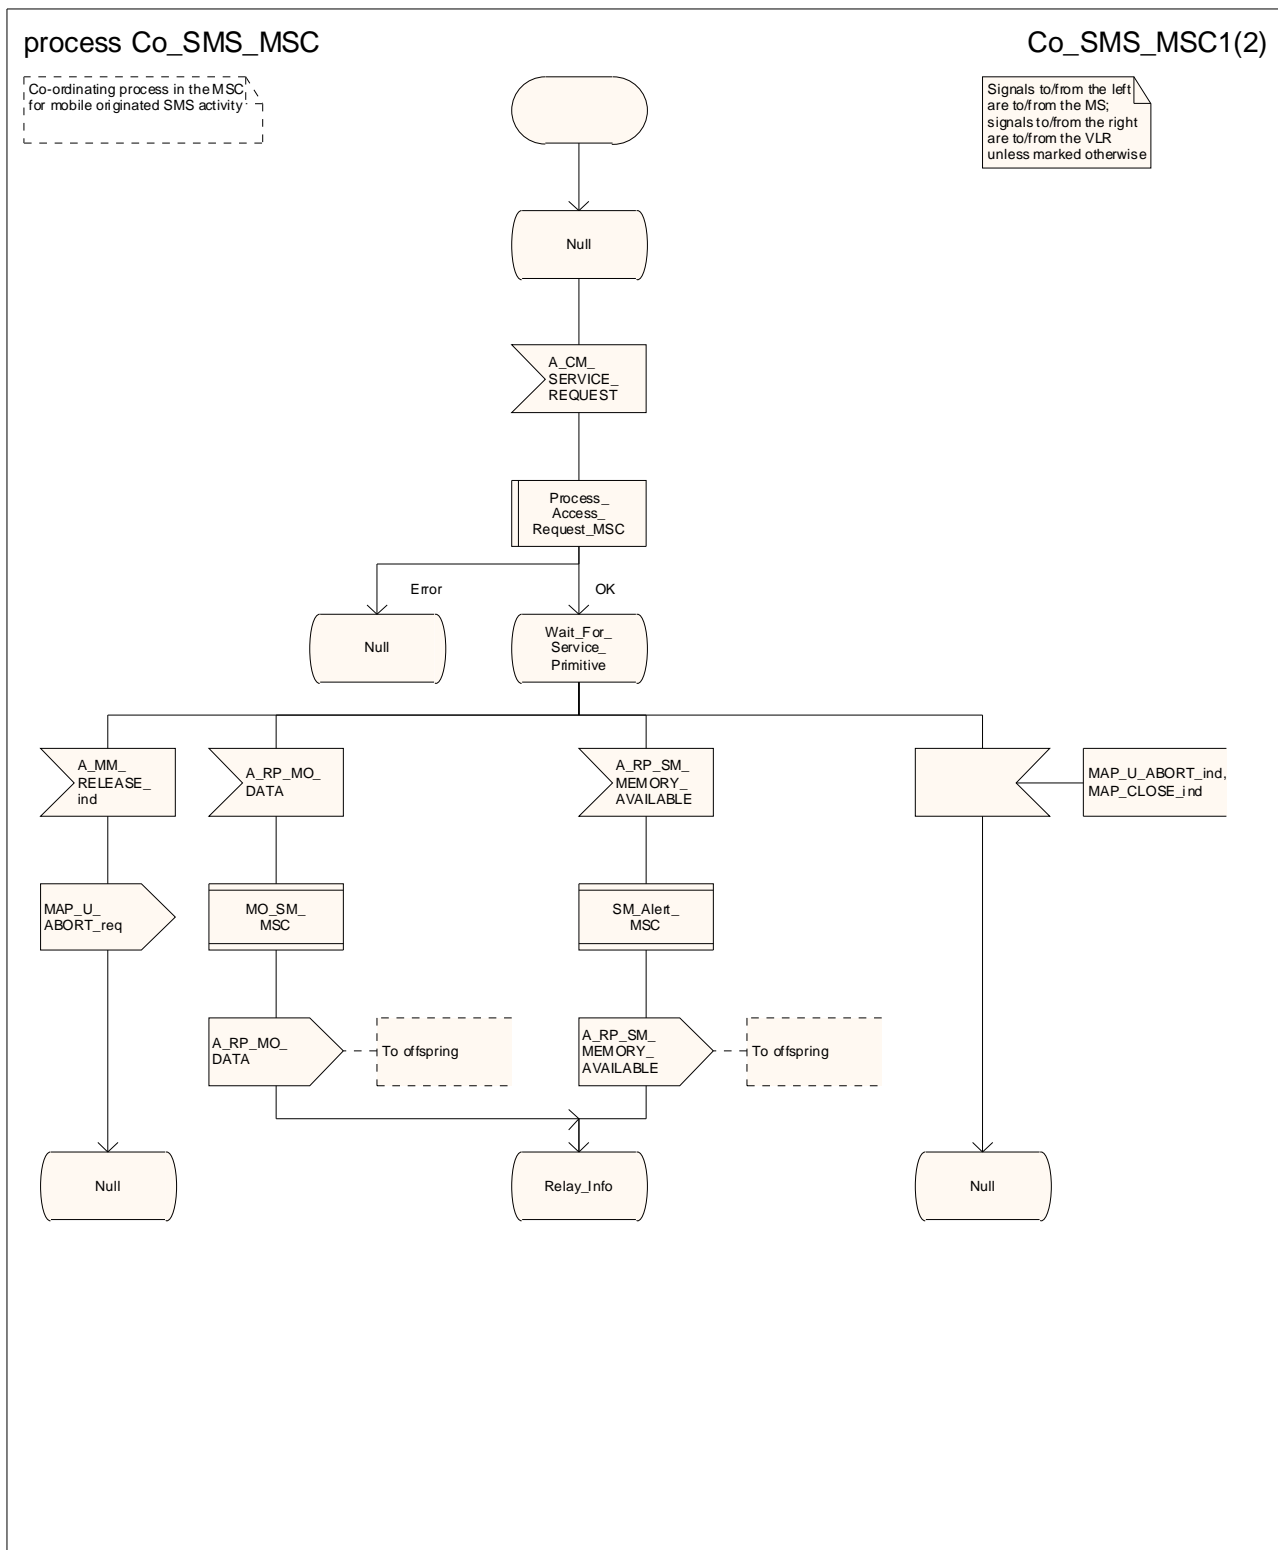 process Co_SMS_MSC
Co_SMS_MSC1(2)
Co-ordinating process in the MSC
for mobile originated SMS activity
Signals to/from the left
are to/from the MS;
signals to/from the right
are to/from the VLR
unless marked otherwise
Null
A_CM_
SERVICE_
REQUEST
Process_
Access_
Request_MSC
Error
OK
Null
Wait_For_
Service_
Primitive
A_MM_
RELEASE_
ind
A_RP_MO_
DATA
A_RP_SM_
MEMORY_
AVAILABLE
MAP_U_ABORT_ind,
MAP_CLOSE_ind
MAP_U_
ABORT_req
MO_SM_
MSC
SM_Alert_
MSC
A_RP_MO_
DATA
To offspring
A_RP_SM_
MEMORY_
AVAILABLE
To offspring
Null
Relay_Info
Null